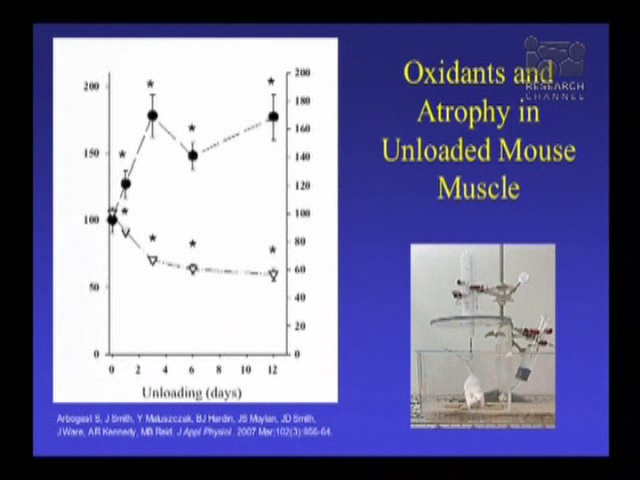 Oxidants and
Atrophy in
Unloaded Mouse
Muscle
RESEARCH
CHANNEL
200
150
100
50
0
200
180
160
140
120
100
80
60
40
20
0
* * * *
* * * *
0 2 4 6 8 10 12
Unloading (days)
Arbogast S, J Smith, Y Matuszczak, BJ Hardin, JS Moylan, JD Smith,
J Ware, AR Kennedy, MB Reid. J Appl Physiol. 2007 Mar;102(3):956-64.